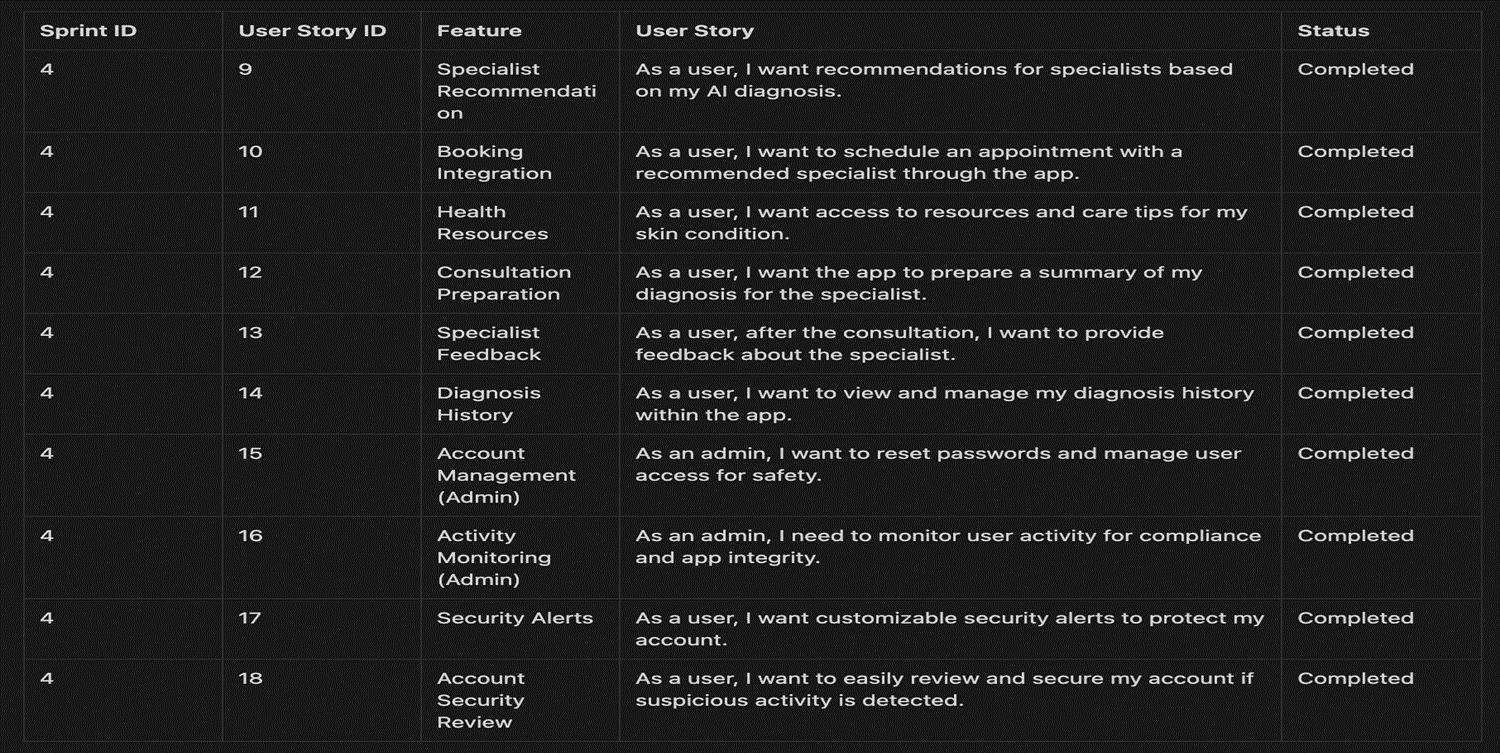 Sprint ID User Story ID Feature User Story Status
4 9 Specialist As a user, I want recommendations for specialists based Completed
Recommendati on my AI diagnosis.
on
4 10 Booking As a user, I want to schedule an appointment with a Completed
Integration recommended specialist through the app.
4 11 Health As a user, I want access to resources and care tips for my Completed
Resources skin condition.
4 12 Consultation As a user, I want the app to prepare a summary of my Completed
Preparation diagnosis for the specialist.
4 13 Specialist As a user, after the consultation, I want to provide Completed
Feedback feedback about the specialist.
4 14 Diagnosis As a user, I want to view and manage my diagnosis history Completed
History within the app.
4 15 Account As an admin, I want to reset passwords and manage user Completed
Management access for safety.
(Admin)
4 16 Activity As an admin, I need to monitor user activity for compliance Completed
Monitoring and app integrity.
(Admin)
4 17 Security Alerts As a user, I want customizable security alerts to protect my Completed
account.
4 18 Account As a user, I want to easily review and secure my account if Completed
Security suspicious activity is detected.
Review